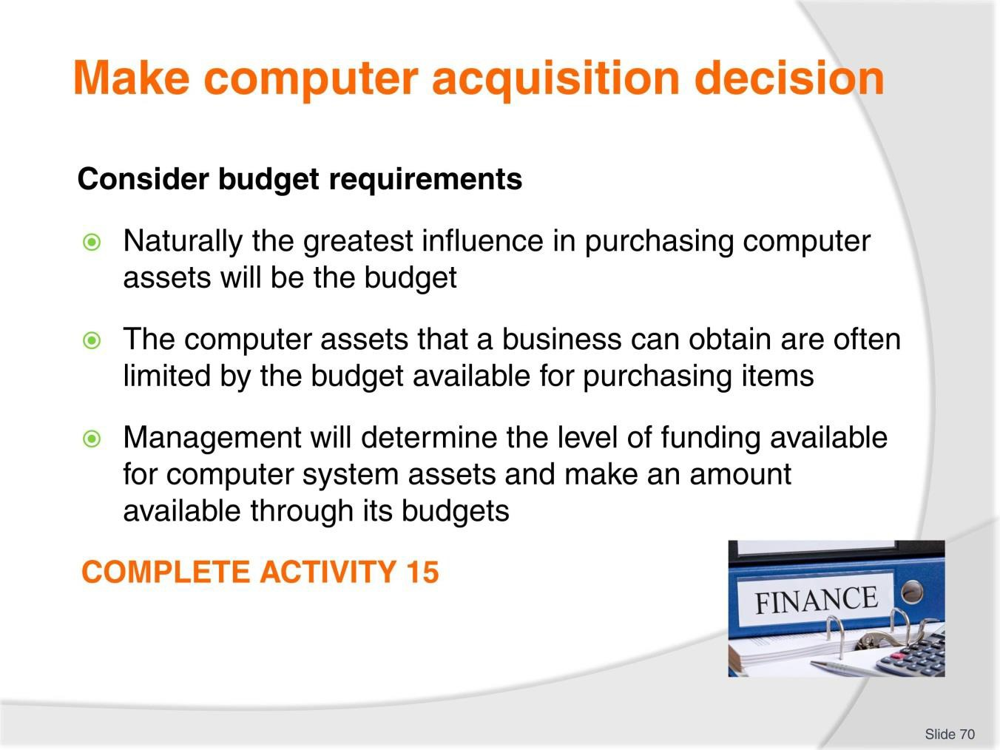 Make computer acquisition decision
Consider budget requirements
Naturally the greatest influence in purchasing computer
assets will be the budget
The computer assets that a business can obtain are often
limited by the budget available for purchasing items
Management will determine the level of funding available
for computer system assets and make an amount
available through its budgets
COMPLETE ACTIVITY 15
FINANCE
Slide 70